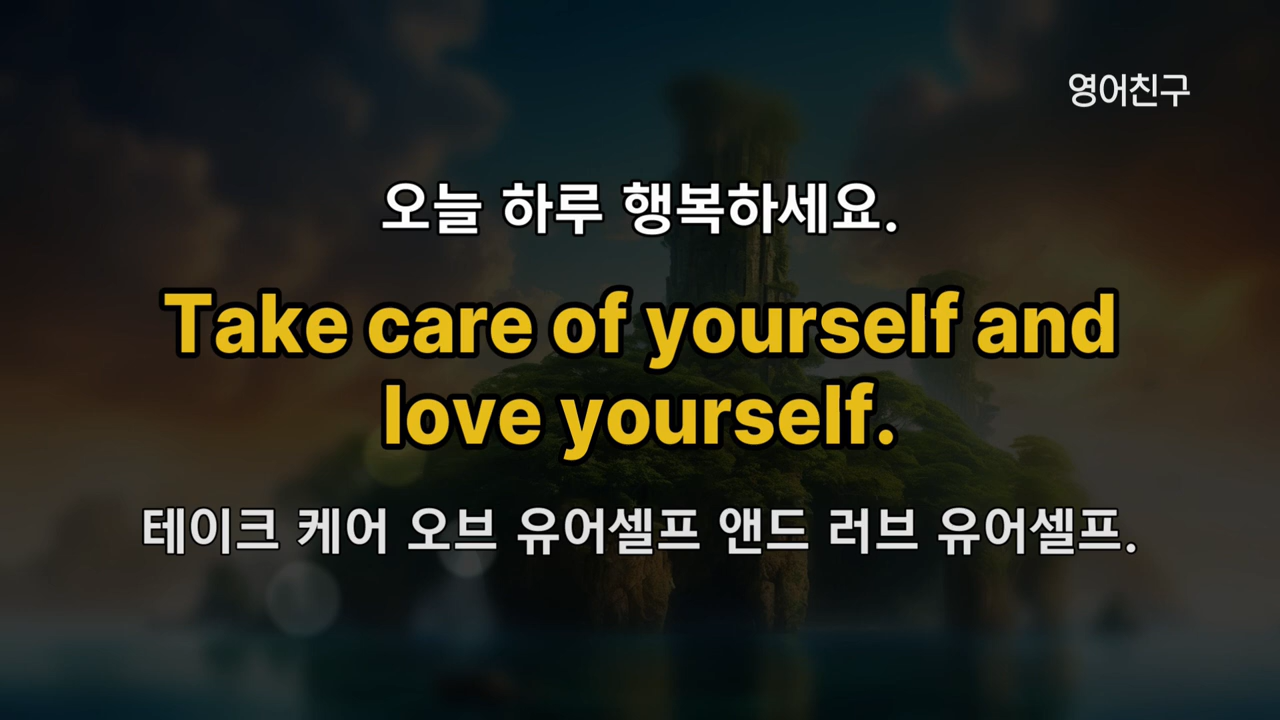 영어친구
오늘 하루 행복하세요.
Take care of yourself and
love yourself.
테이크 케어 오브 유어셀프 앤드 러브 유어셀프.